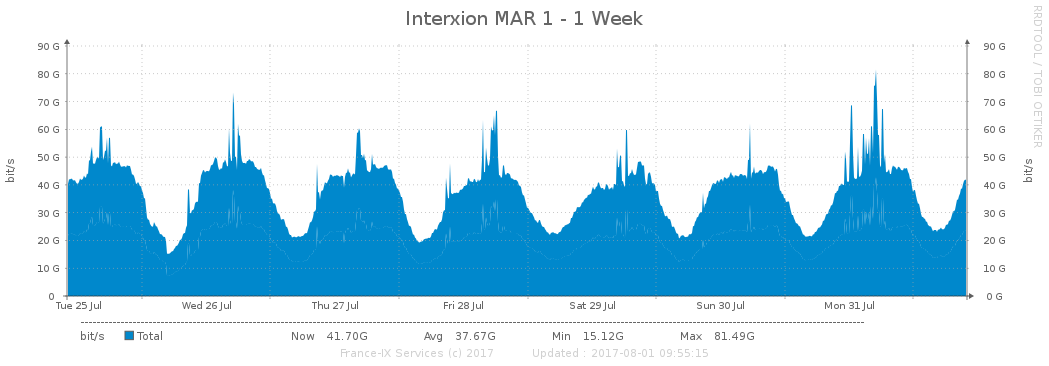 Interxion MAR 1 - 1 Week
RRDTOOL / TOBI OETIKER
90 G 90 G
80 G 80 G
70 G 70 G
60 G 60 G
50 G 50 G
40 G 40 G
30 G 30 G
20 G 20 G
10 G 10 G
0 0 G
bit/s
bit/s
Tue 25 Jul Wed 26 Jul Thu 27 Jul Fri 28 Jul Sat 29 Jul Sun 30 Jul Mon 31 Jul
bit/s Total Now 41.70G Avg 37.67G Min 15.12G Max 81.49G
France-IX Services (c) 2017 Updated : 2017-08-01 09:55:15